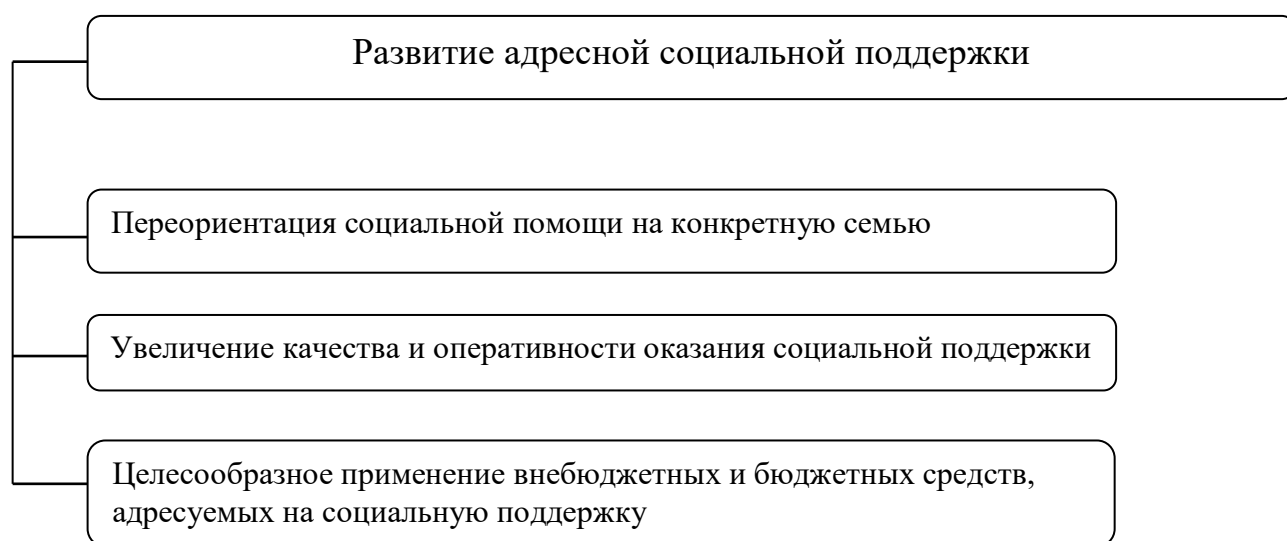 Развитие адресной социальной поддержки
Переориентация социальной помощи на конкретную семью
Увеличение качества и оперативности оказания социальной поддержки
Целесообразное применение внебюджетных и бюджетных средств,
адресуемых на социальную поддержку